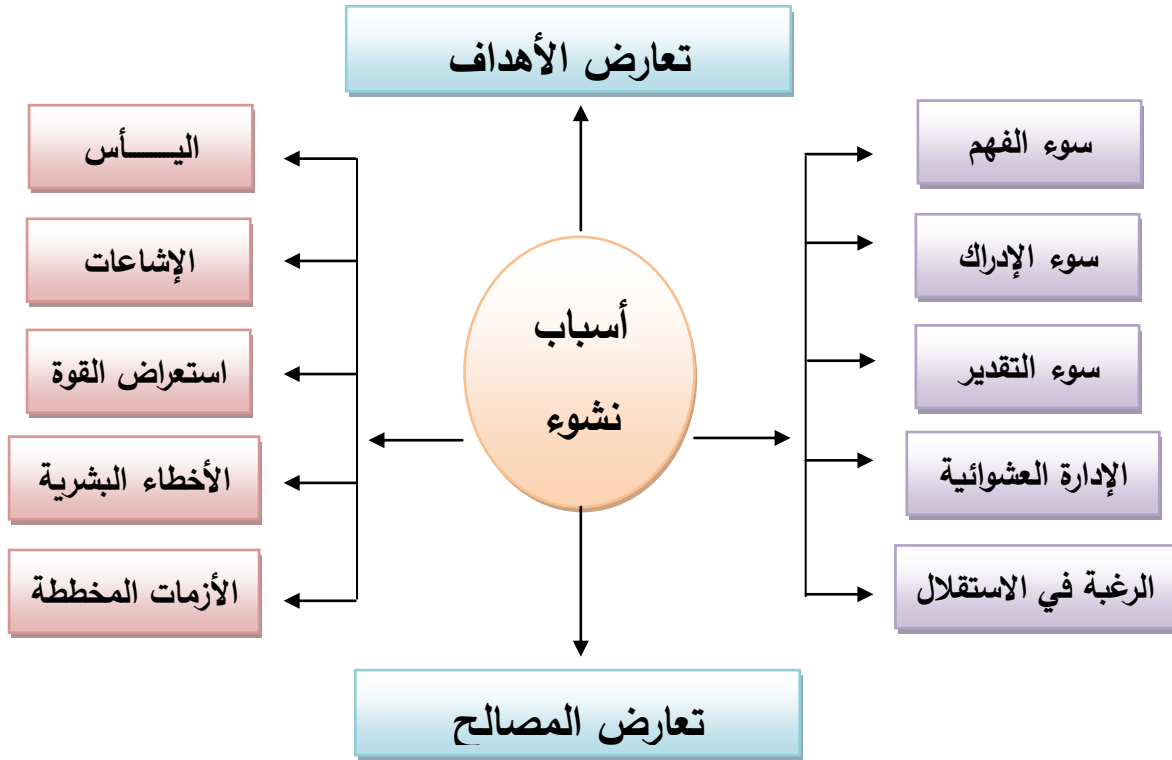 تعارض الأهداف
سوء الفهم
سوء الإدراك
سوء التقدير
الإدارة العشوائية
الرغبة في الاستقلال
أسباب
نشوء
اليـــــــأس
الإشاعات
استعراض القوة
الأخطاء البشرية
الأزمات المخططة
تعارض المصالح